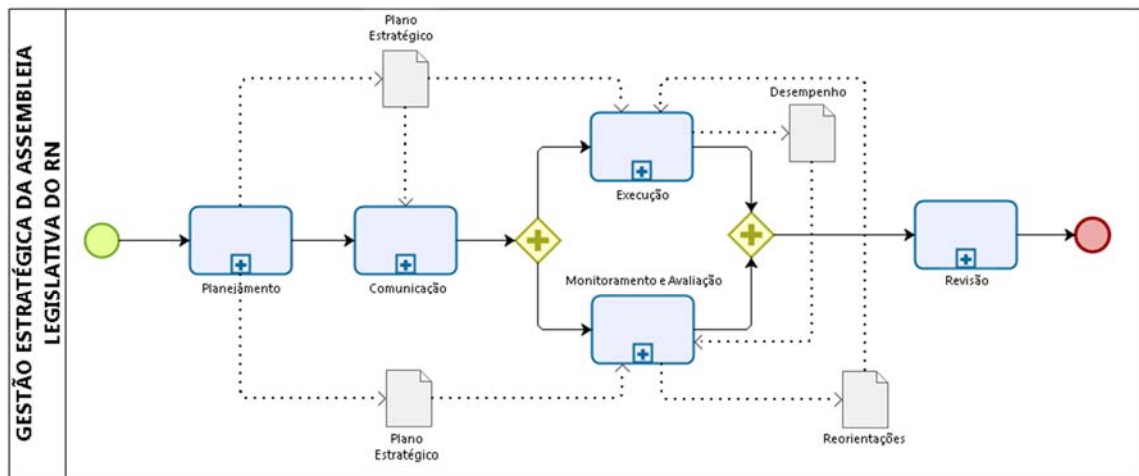 GESTÃO ESTRATÉGICA DA ASSEMBLEIA
LEGISLATIVA DO RN
Plano
Estratégico
Desempenho
Execução
Planejamento
Comunicação
Monitoramento e Avaliação
Revisão
Plano
Estratégico
Reorientações